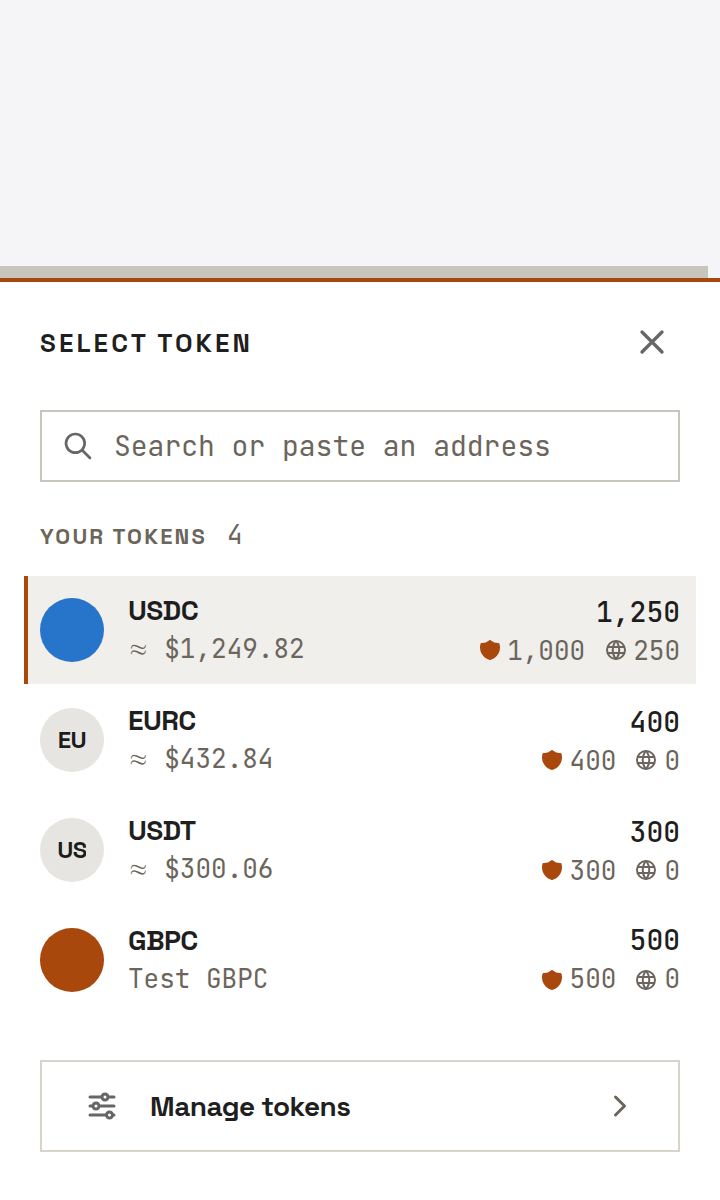 SELECT TOKEN
Search or paste an address
YOUR TOKENS 4
USDC 1,250
≈ $1,249.82 1,000 250
EU EURC 400
≈ $432.84 400 0
US USDT 300
≈ $300.06 300 0
GBPC 500
Test GBPC 500 0
Manage tokens